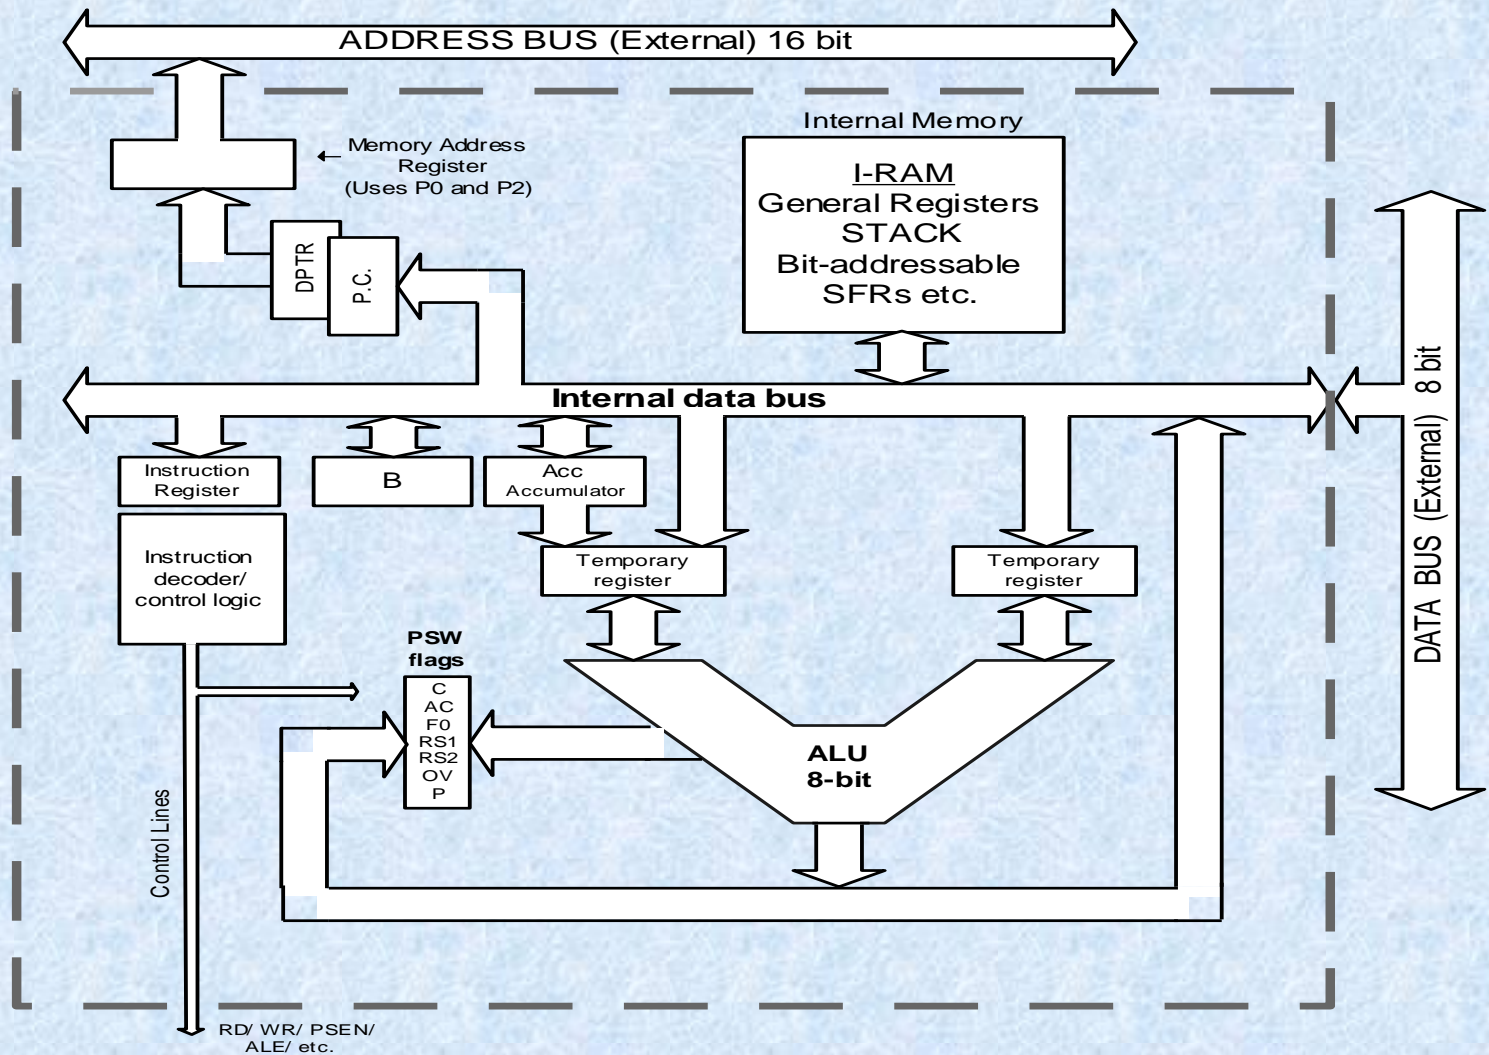 ADDRESS BUS (External) 16 bit
Memory Address
Register
(Uses P0 and P2)
Internal Memory
I-RAM
General Registers
STACK
Bit-addressable
SFRs etc.
DPTR
P.C.
Internal data bus
DATA BUS (External) 8 bit
Instruction
Register
B
Acc
Accumulator
Instruction
decoder/
control logic
Temporary
register
Temporary
register
PSW
flags
C
AC
F0
RS1
RS2
OV
P
ALU
8-bit
Control Lines
RD/ WR/ PSEN/
ALE/ etc.